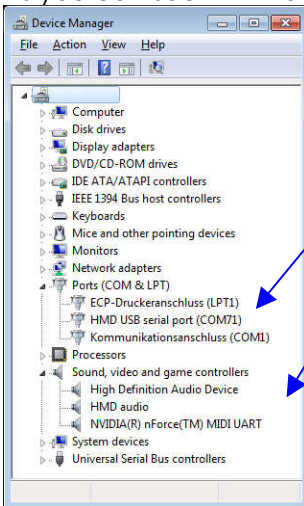 Device Manager
File Action View Help
Computer
Disk drives
Display adapters
DVD/CD-ROM drives
IDE ATA/ATAPI controllers
IEEE 1394 Bus host controllers
Keyboards
Mice and other pointing devices
Monitors
Network adapters
Ports (COM & LPT)
ECP-Druckeranschluss (LPT1)
HMD USB serial port (COM71)
Kommunikationsanschluss (COM1)
Processors
Sound, video and game controllers
High Definition Audio Device
HMD audio
NVIDIA(R) nForce(TM) MIDI UART
System devices
Universal Serial Bus controllers